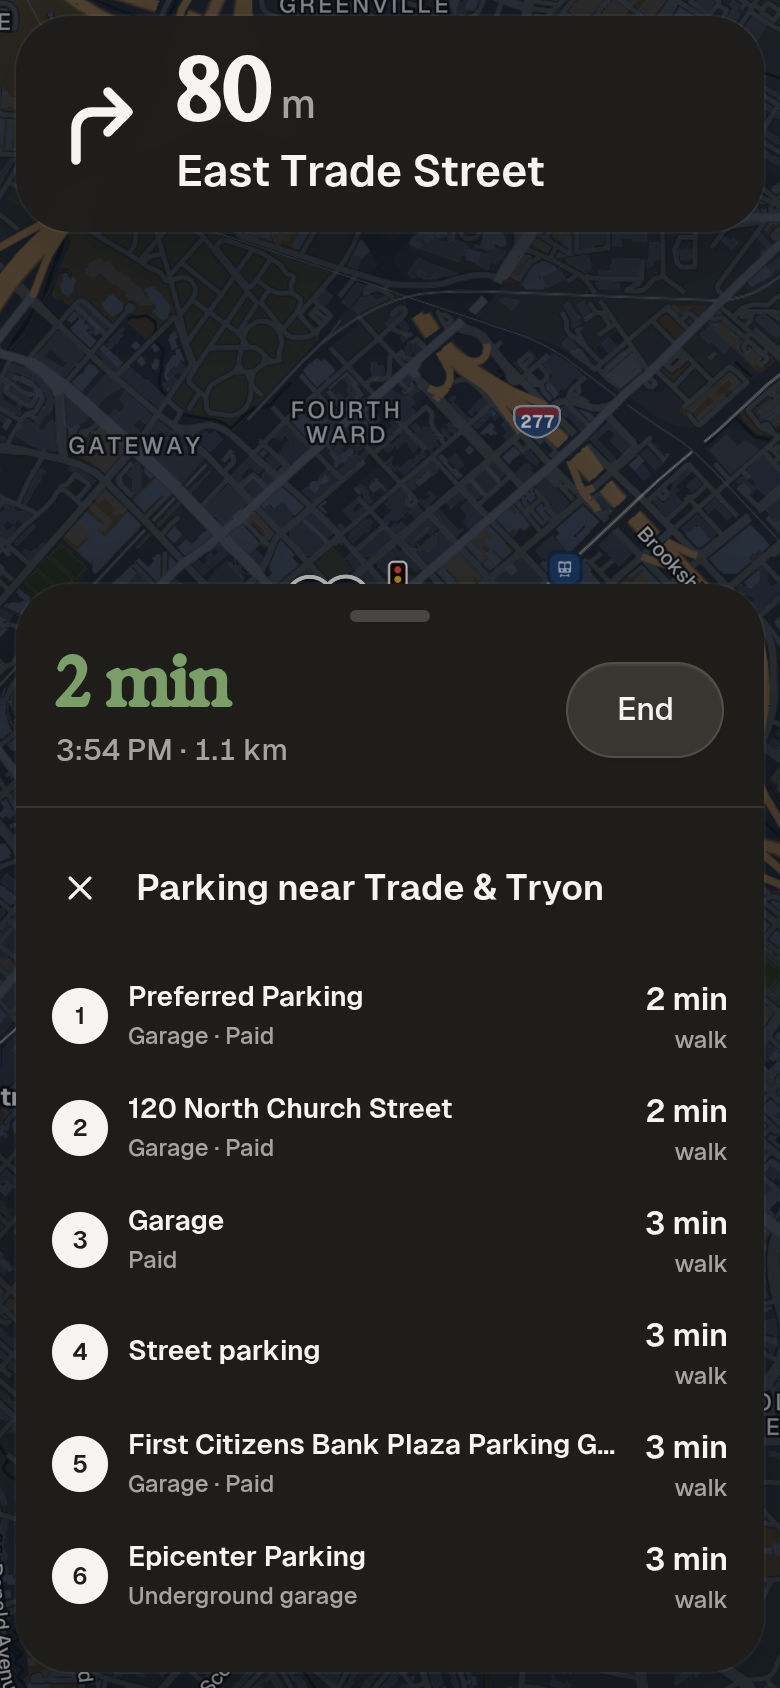 GREENVILLE
80 m
East Trade Street
FOURTH
WARD
GATEWAY
277
Brooksh
2 min
3:54 PM · 1.1 km
End
Parking near Trade & Tryon
1
Preferred Parking
Garage · Paid
2 min
walk
2
120 North Church Street
Garage · Paid
2 min
walk
3
Garage
Paid
3 min
walk
4
Street parking
3 min
walk
5
First Citizens Bank Plaza Parking G...
Garage · Paid
3 min
walk
6
Epicenter Parking
Underground garage
3 min
walk